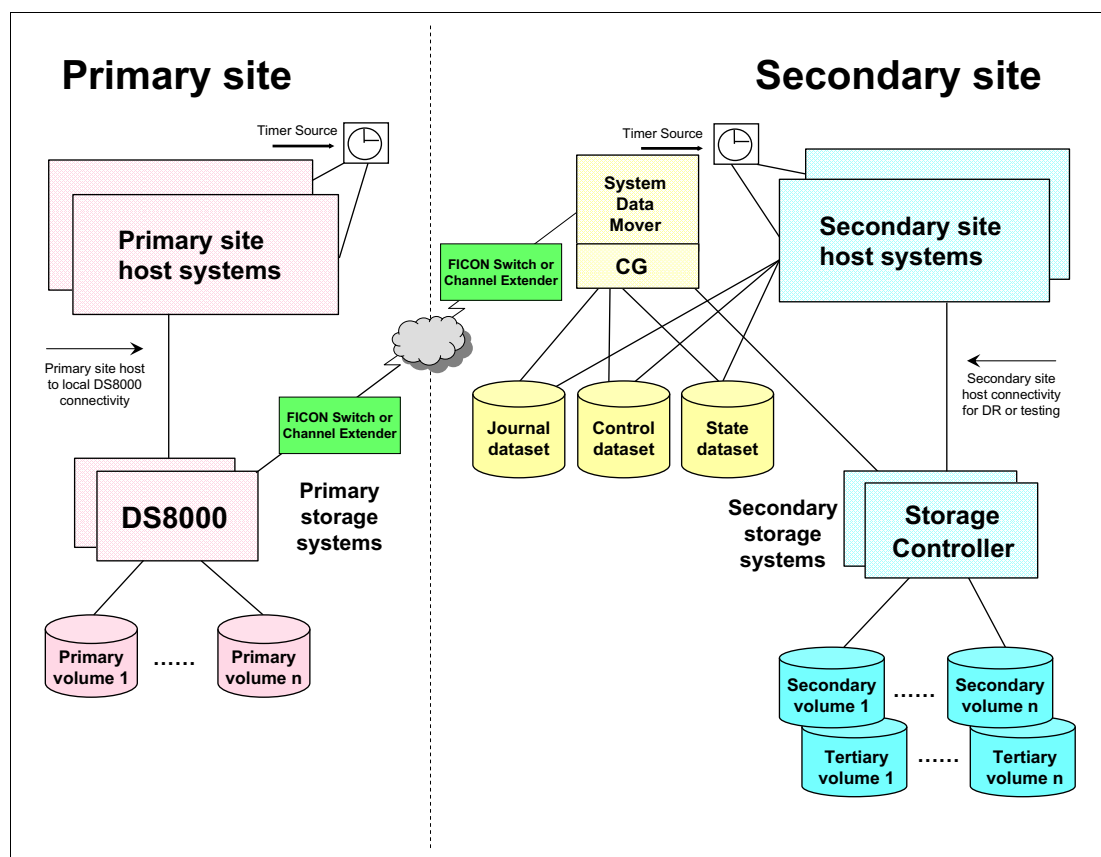 Primary site
Secondary site
Timer Source
Primary site
host systems
Primary site host
to local DS8000
connectivity
FICON Switch or
Channel Extender
DS8000
Primary
storage
systems
Primary
volume 1
......
Primary
volume n
Timer Source
System
Data
Mover
CG
FICON Switch or
Channel Extender
Secondary site
host systems
Journal
dataset
Control
dataset
State
dataset
Secondary site
host connectivity
for DR or testing
Secondary
storage
systems
Storage
Controller
Secondary
volume 1
......
Secondary
volume n
Tertiary
volume 1
......
Tertiary
volume n